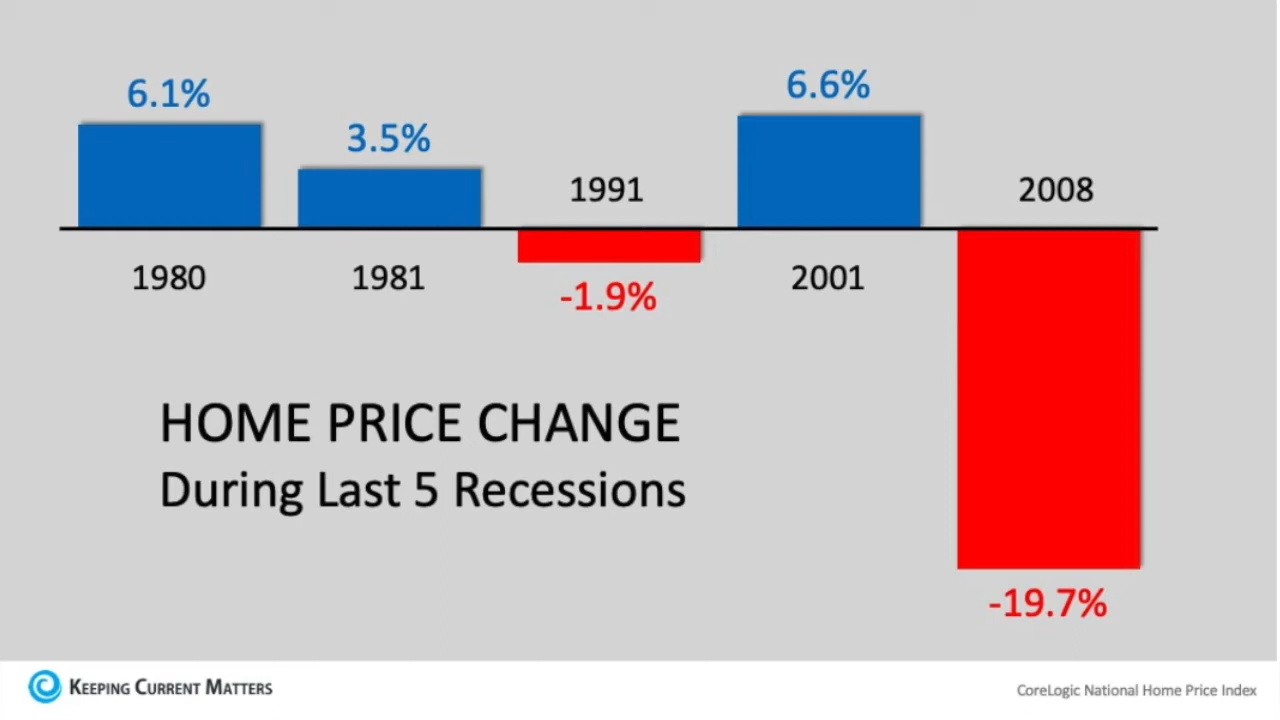 6.1%
3.5%
6.6%
1991
2008
1980
1981
-1.9%
2001
HOME PRICE CHANGE
During Last 5 Recessions
-19.7%
KEEPING CURRENT MATTERS
CoreLogic National Home Price Index